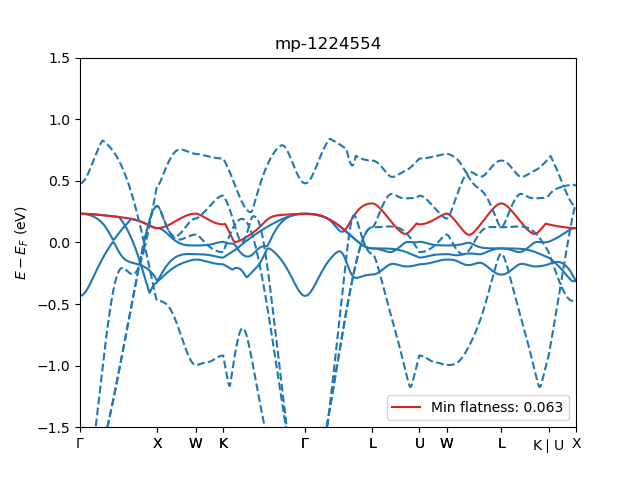 mp-1224554
1.5
1.0
0.5
0.0
−0.5
−1.0
−1.5
E − E_F (eV)
Min flatness: 0.063
Γ X W K Γ L U W L K | U X